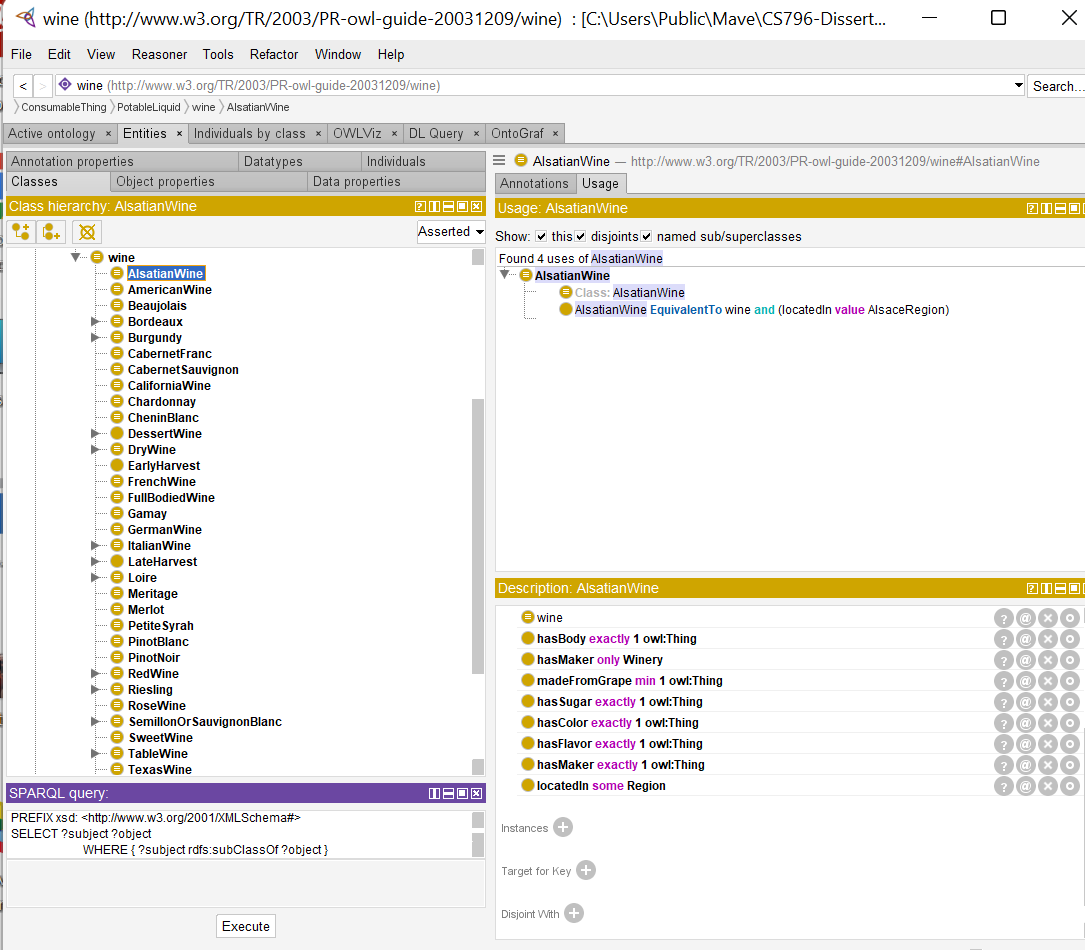 wine (http://www.w3.org/TR/2003/PR-owl-guide-20031209/wine) : [C:\Users\Public\Mave\CS796-Dissert...
File Edit View Reasoner Tools Refactor Window Help
< > wine (http://www.w3.org/TR/2003/PR-owl-guide-20031209/wine) Search...
ConsumableThing PotableLiquid wine AlsatianWine
Active ontology × Entities × Individuals by class × OWLViz × DL Query × OntoGraf ×
Annotation properties Datatypes Individuals
Classes Object properties Data properties
Class hierarchy: AlsatianWine
Asserted
wine
AlsatianWine
AmericanWine
Beaujolais
Bordeaux
Burgundy
CabernetFranc
CabernetSauvignon
CaliforniaWine
Chardonnay
CheninBlanc
DessertWine
DryWine
EarlyHarvest
FrenchWine
FullBodiedWine
Gamay
GermanWine
ItalianWine
LateHarvest
Loire
Meritage
Merlot
PetiteSyrah
PinotBlanc
PinotNoir
RedWine
Riesling
RoseWine
SemillonOrSauvignonBlanc
SweetWine
TableWine
TexasWine
SPARQL query:
PREFIX xsd: <http://www.w3.org/2001/XMLSchema#>
SELECT ?subject ?object
WHERE { ?subject rdfs:subClassOf ?object }
Execute
AlsatianWine — http://www.w3.org/TR/2003/PR-owl-guide-20031209/wine#AlsatianWine
Annotations Usage
Usage: AlsatianWine
Show: this disjoints named sub/superclasses
Found 4 uses of AlsatianWine
AlsatianWine
Class: AlsatianWine
AlsatianWine EquivalentTo wine and (locatedIn value AlsaceRegion)
Description: AlsatianWine
wine
hasBody exactly 1 owl:Thing
hasMaker only Winery
madeFromGrape min 1 owl:Thing
hasSugar exactly 1 owl:Thing
hasColor exactly 1 owl:Thing
hasFlavor exactly 1 owl:Thing
hasMaker exactly 1 owl:Thing
locatedIn some Region
Instances
Target for Key
Disjoint With